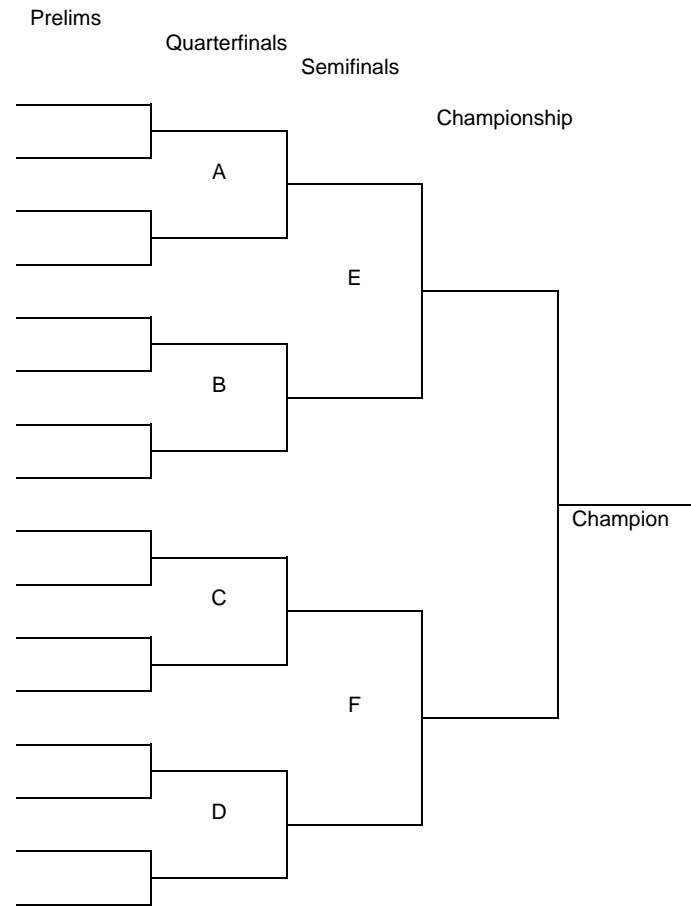 Prelims
Quarterfinals
Semifinals
Championship
A
E
B
Champion
C
F
D